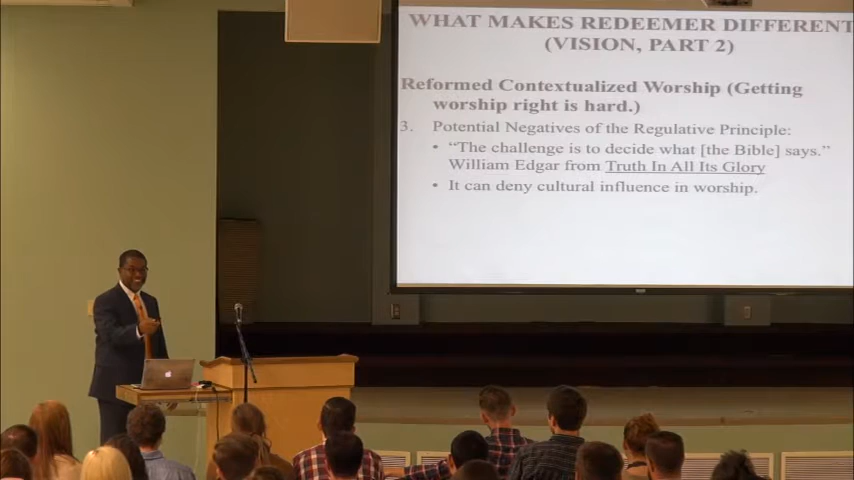 WHAT MAKES REDEEMER DIFFERENT
(VISION, PART 2)
Reformed Contextualized Worship (Getting
worship right is hard.)
3. Potential Negatives of the Regulative Principle:
• “The challenge is to decide what [the Bible] says.”
William Edgar from Truth In All Its Glory
• It can deny cultural influence in worship.